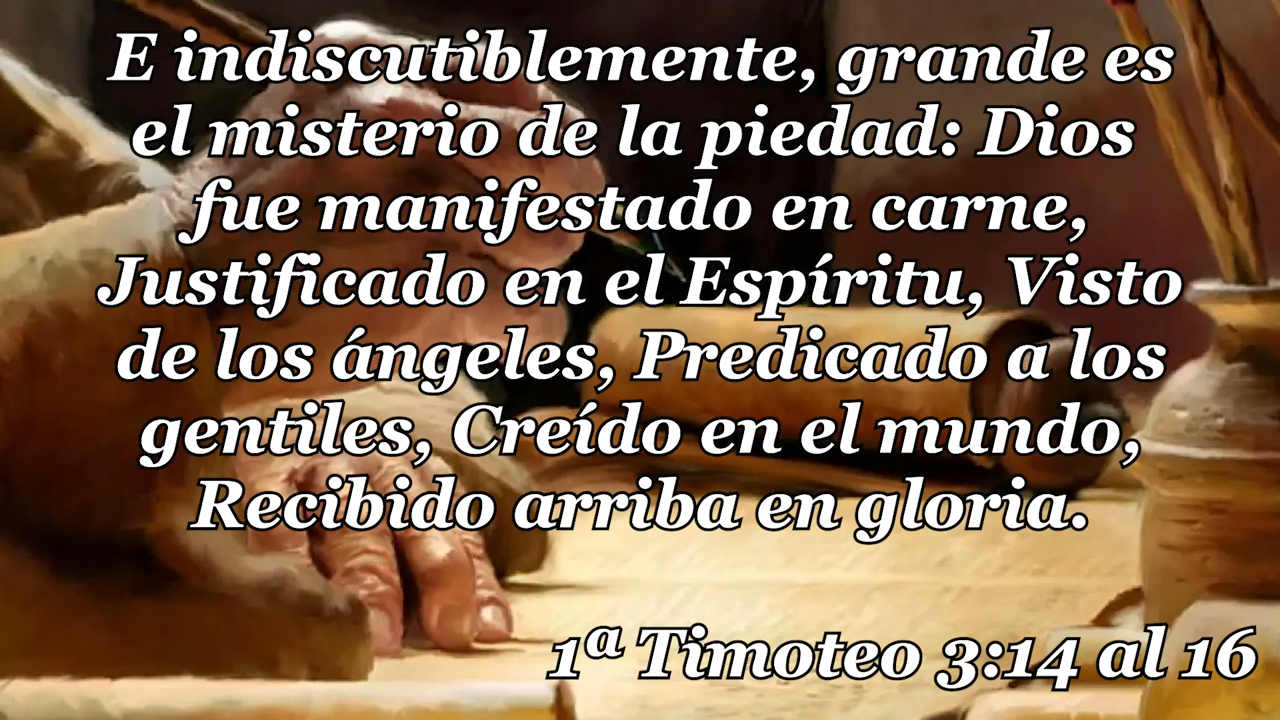 E indiscutiblemente, grande es
el misterio de la piedad: Dios
fue manifestado en carne,
Justificado en el Espíritu, Visto
de los ángeles, Predicado a los
gentiles, Creído en el mundo,
Recibido arriba en gloria.
1ª Timoteo 3:14 al 16